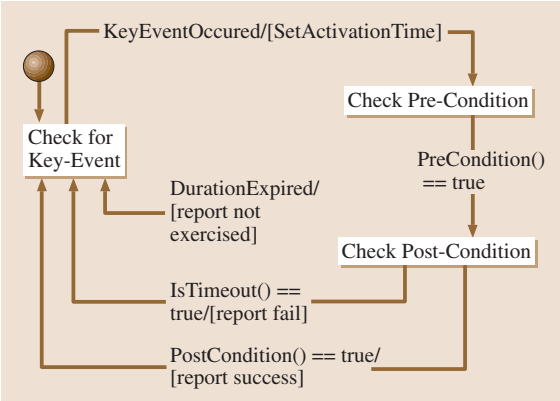 KeyEventOccured/[SetActivationTime]
Check Pre-Condition
Check for
Key-Event
PreCondition()
== true
DurationExpired/
[report not
exercised]
Check Post-Condition
IsTimeout() ==
true/[report fail]
PostCondition() == true/
[report success]